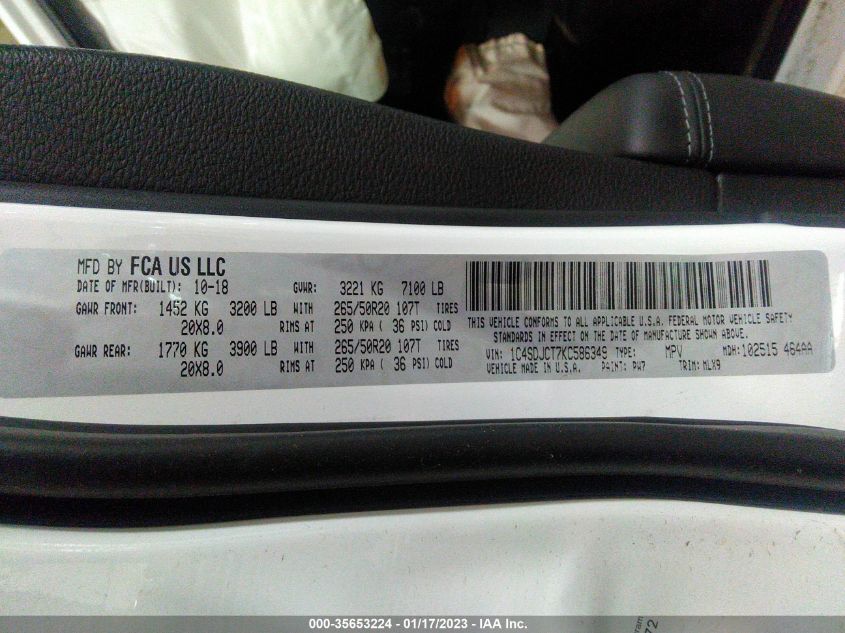 MFD BY FCA US LLC
DATE OF MFR(BUILT): 10-18 GVWR: 3221 KG 7100 LB
GAWR FRONT: 1452 KG 3200 LB WITH 265/50R20 107T TIRES
20X8.0 RIMS AT 250 KPA ( 36 PSI) COLD
GAWR REAR: 1770 KG 3900 LB WITH 265/50R20 107T TIRES
20X8.0 RIMS AT 250 KPA ( 36 PSI) COLD
THIS VEHICLE CONFORMS TO ALL APPLICABLE U.S.A. FEDERAL MOTOR VEHICLE SAFETY
STANDARDS IN EFFECT ON THE DATE OF MANUFACTURE SHOWN ABOVE.
VIN: 1C4SDJCT7KC586349 TYPE: MPV MDH: 102515 464AA
VEHICLE MADE IN U.S.A. PAINT: PW7 TRIM: MLX9
72
000-35653224 - 01/17/2023 - IAA Inc.